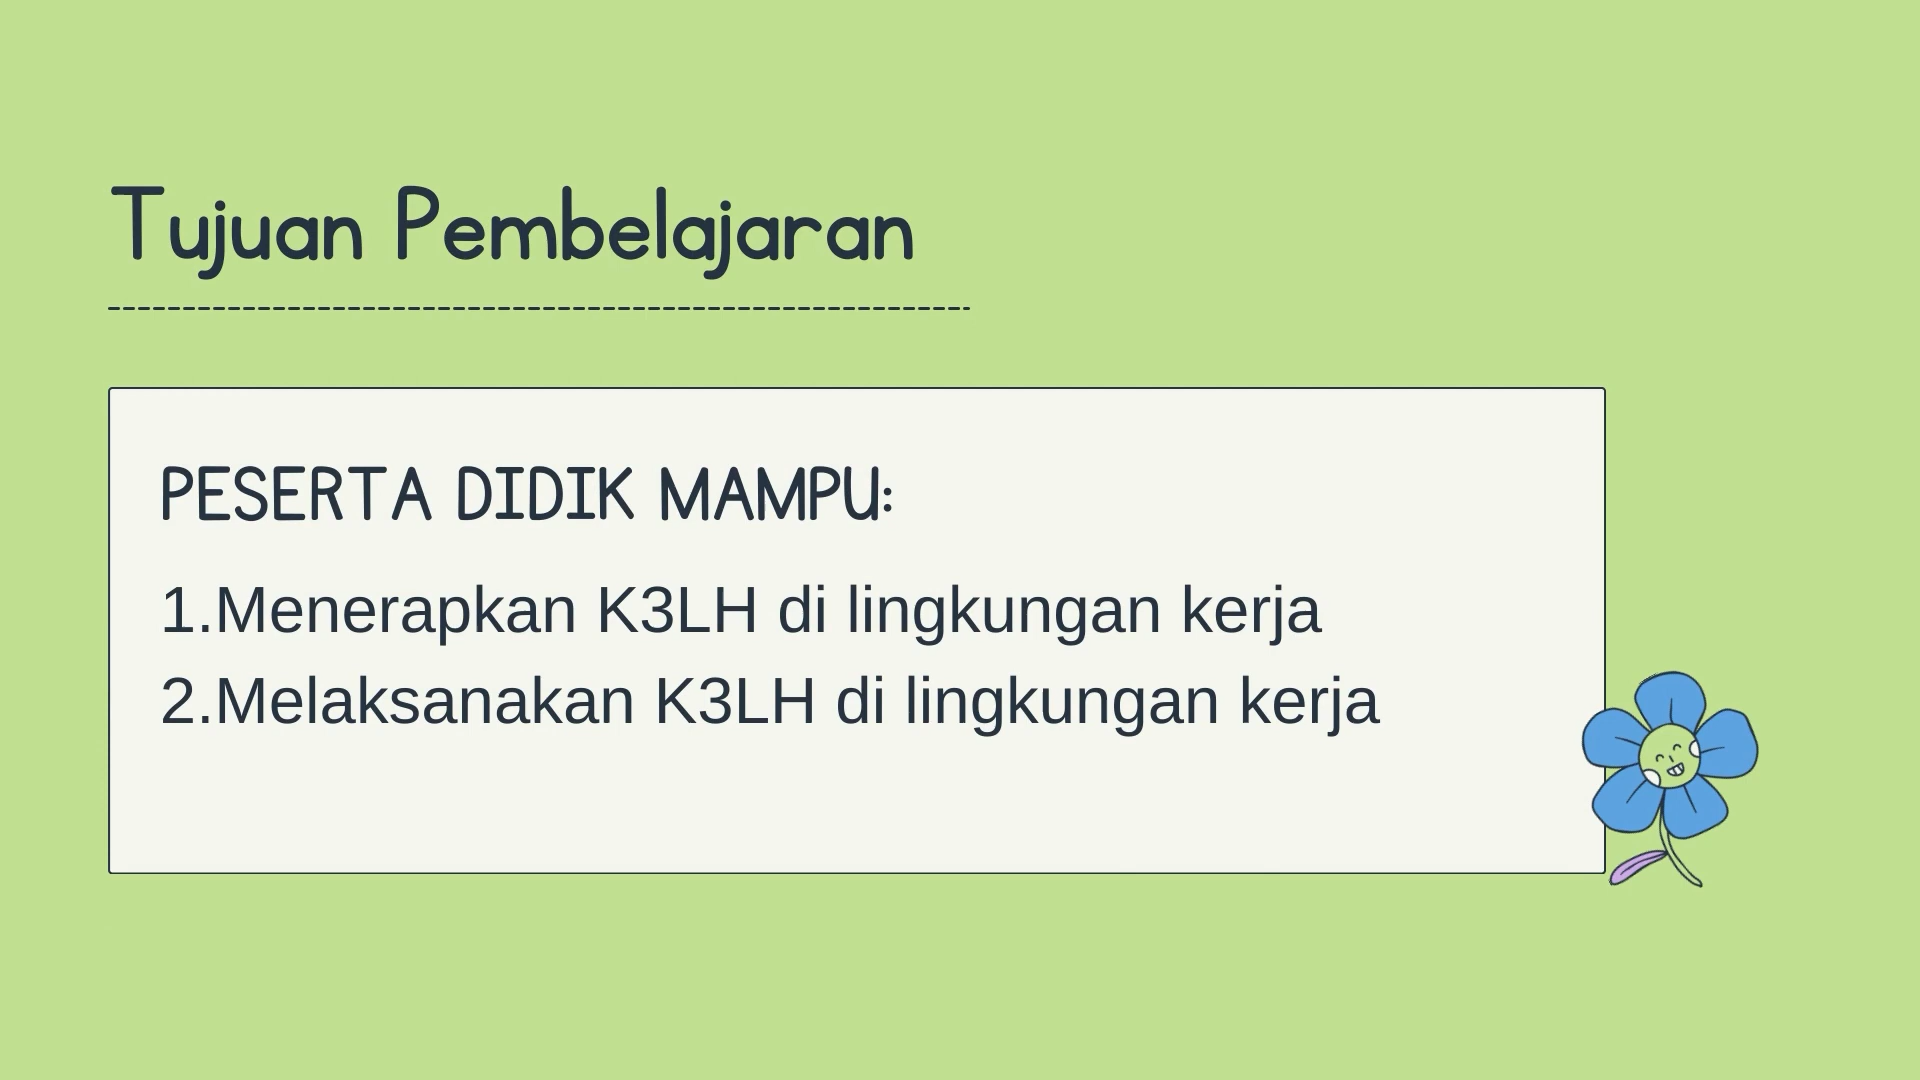 Tujuan Pembelajaran
PESERTA DIDIK MAMPU:
1.Menerapkan K3LH di lingkungan kerja
2.Melaksanakan K3LH di lingkungan kerja